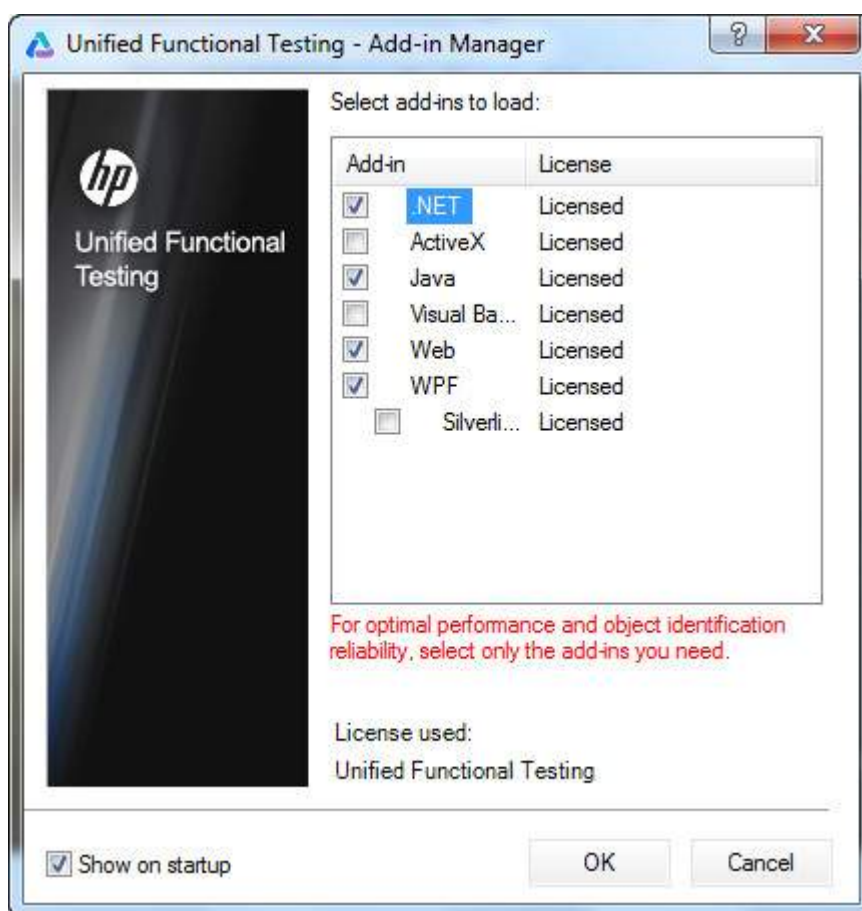 Unified Functional Testing - Add-in Manager
? X
Select add-ins to load:
hp
Unified Functional
Testing
Add-in License
.NET Licensed
ActiveX Licensed
Java Licensed
Visual Ba... Licensed
Web Licensed
WPF Licensed
Silverli... Licensed
For optimal performance and object identification
reliability, select only the add-ins you need.
License used:
Unified Functional Testing
Show on startup
OK Cancel